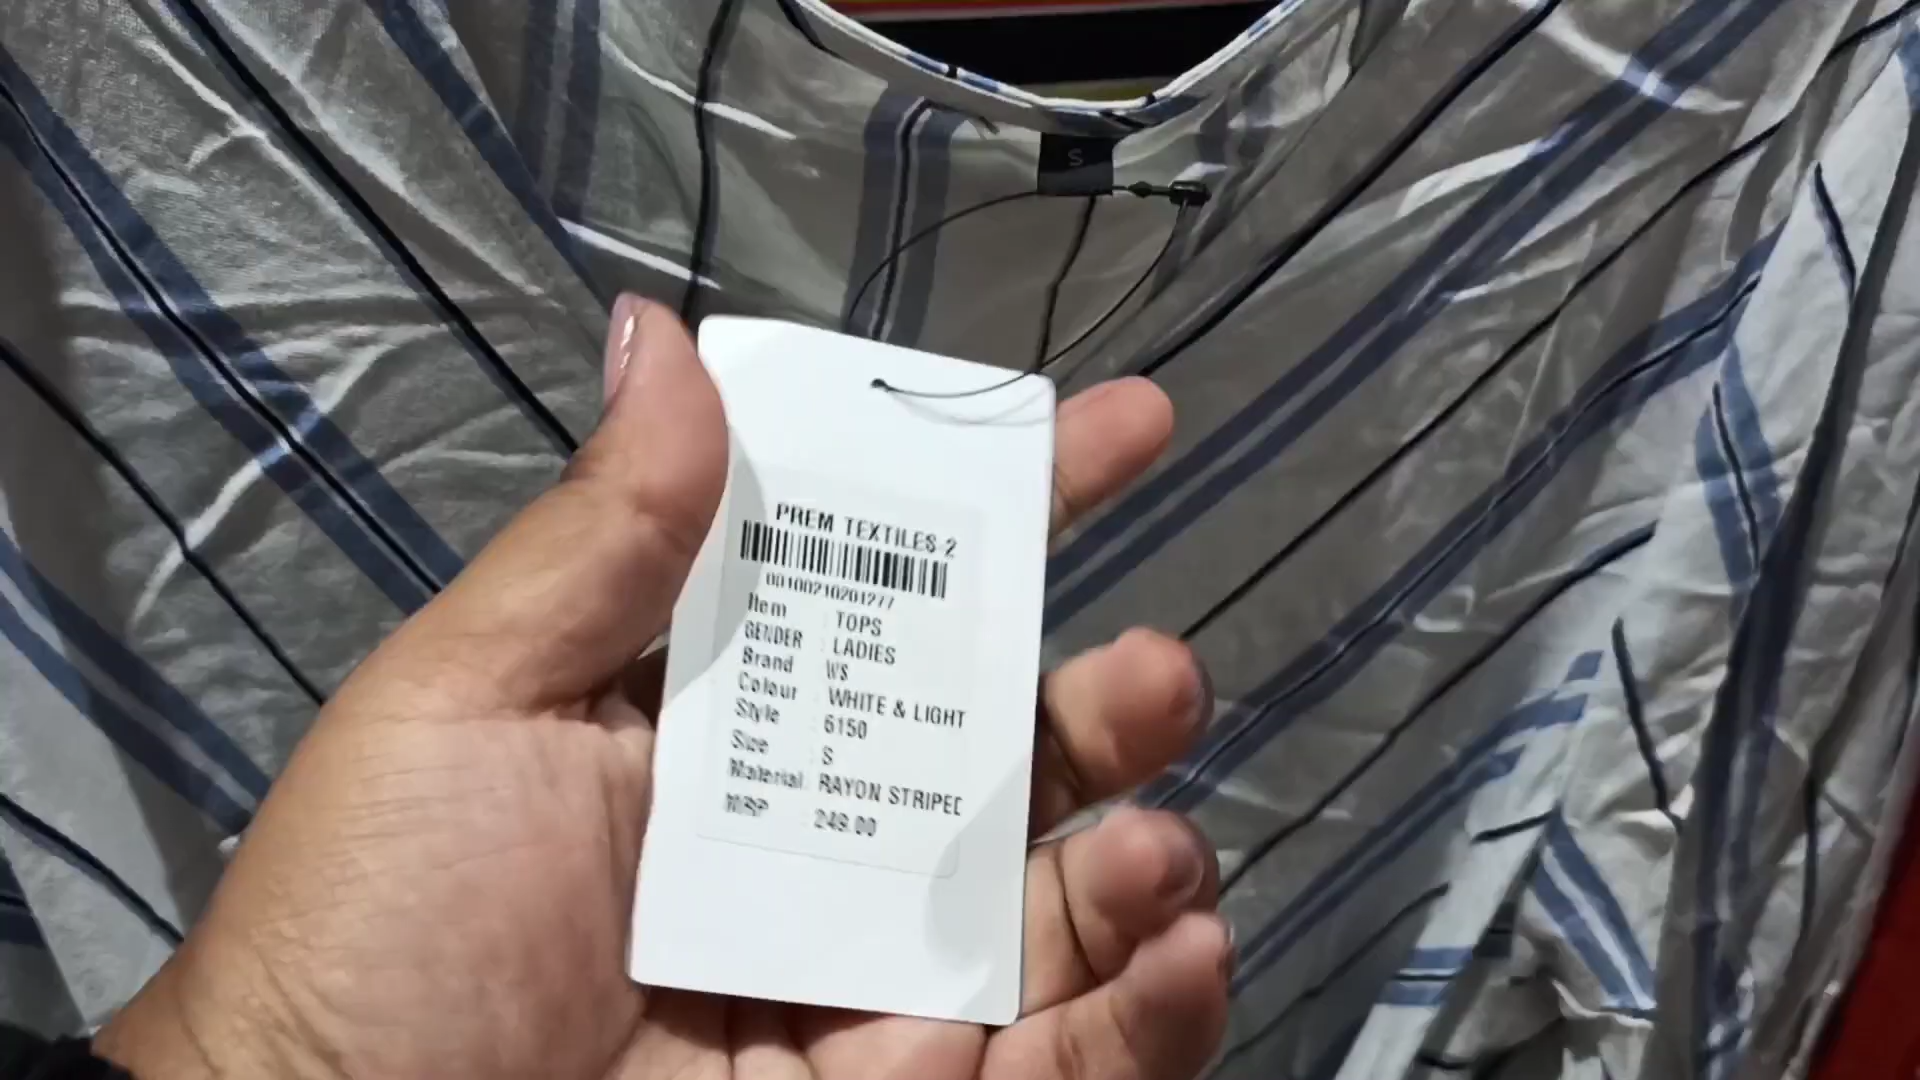 S
PREM TEXTILES-2
00100210201277
Item : TOPS
GENDER : LADIES
Brand : WS
Colour : WHITE & LIGHT
Style : 6150
Size : S
Material : RAYON STRIPED
MRP : 249.00